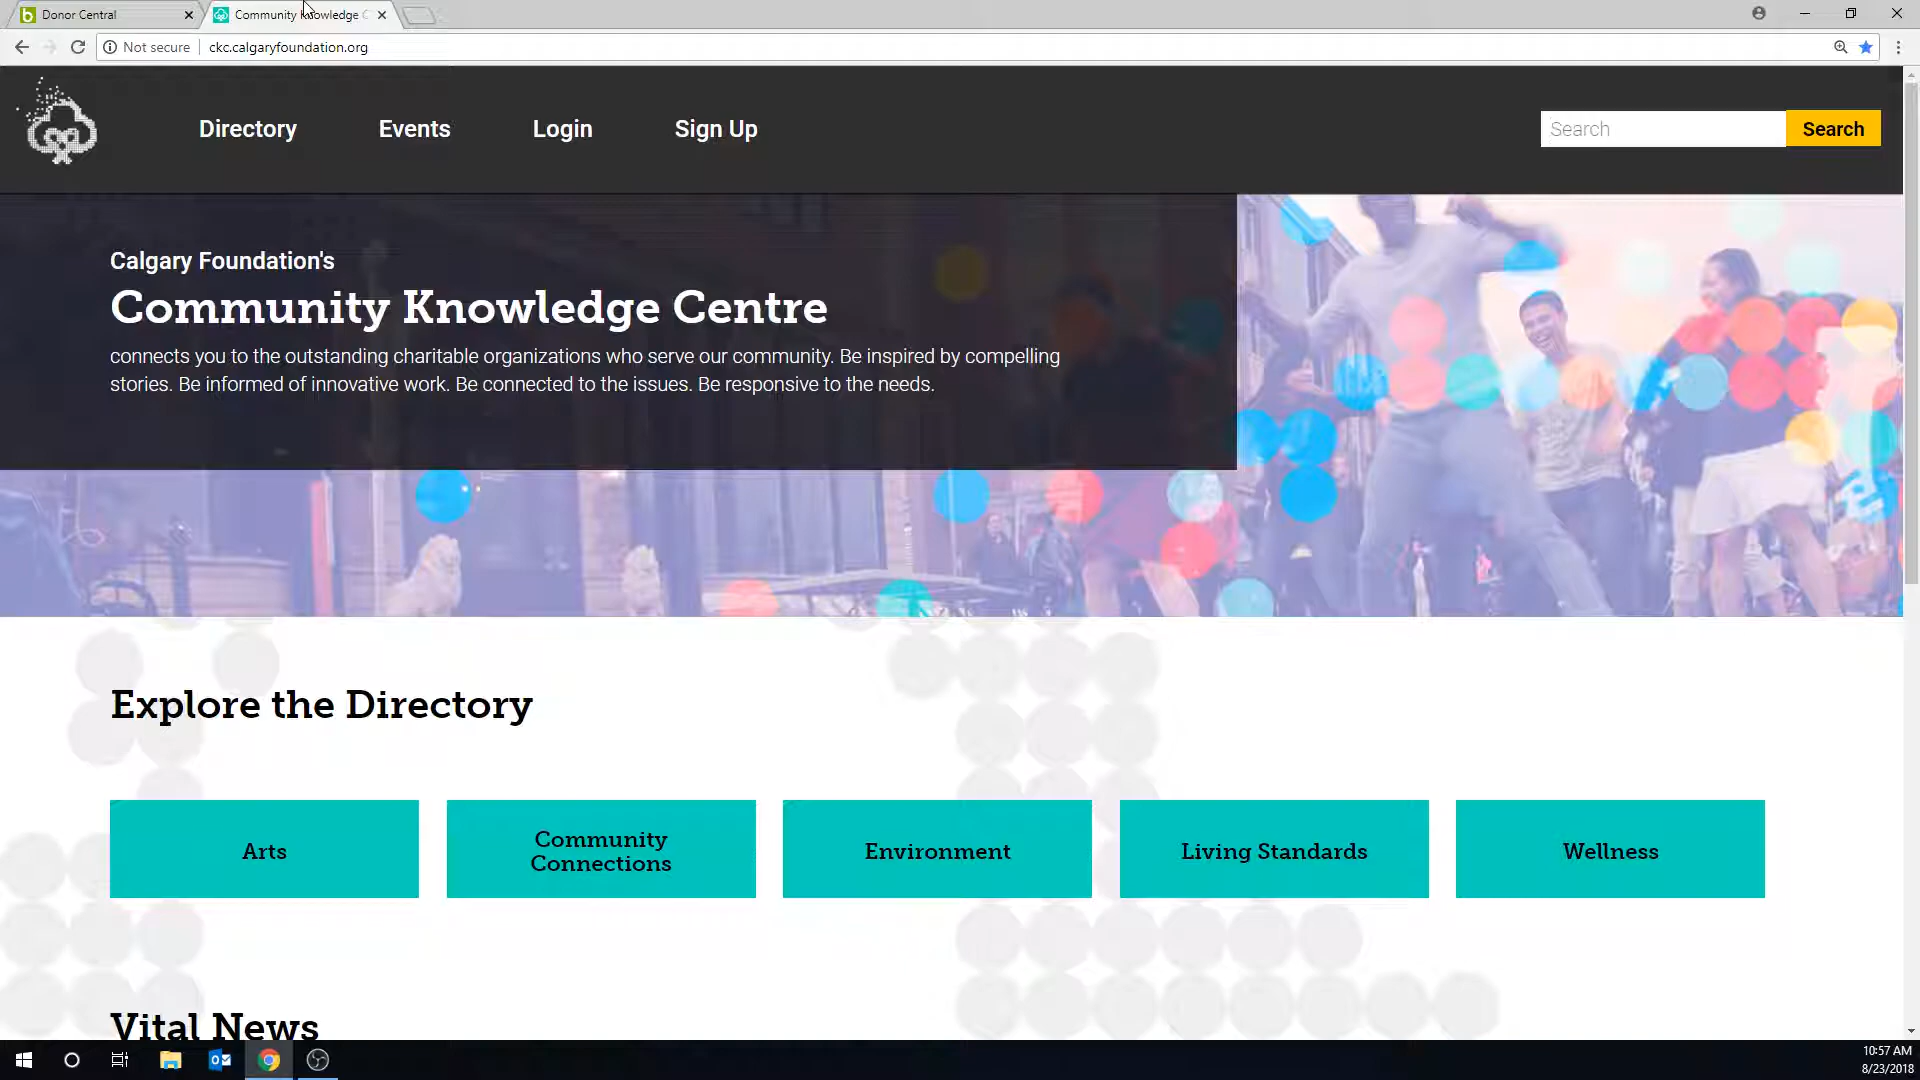 Donor Central
Community Knowledge C
Not secure
ckc.calgaryfoundation.org
Directory
Events
Login
Sign Up
Search
Search
Calgary Foundation's
Community Knowledge Centre
connects you to the outstanding charitable organizations who serve our community. Be inspired by compelling
stories. Be informed of innovative work. Be connected to the issues. Be responsive to the needs.
Explore the Directory
Arts
Community
Connections
Environment
Living Standards
Wellness
Vital News
10:57 AM
8/23/2018